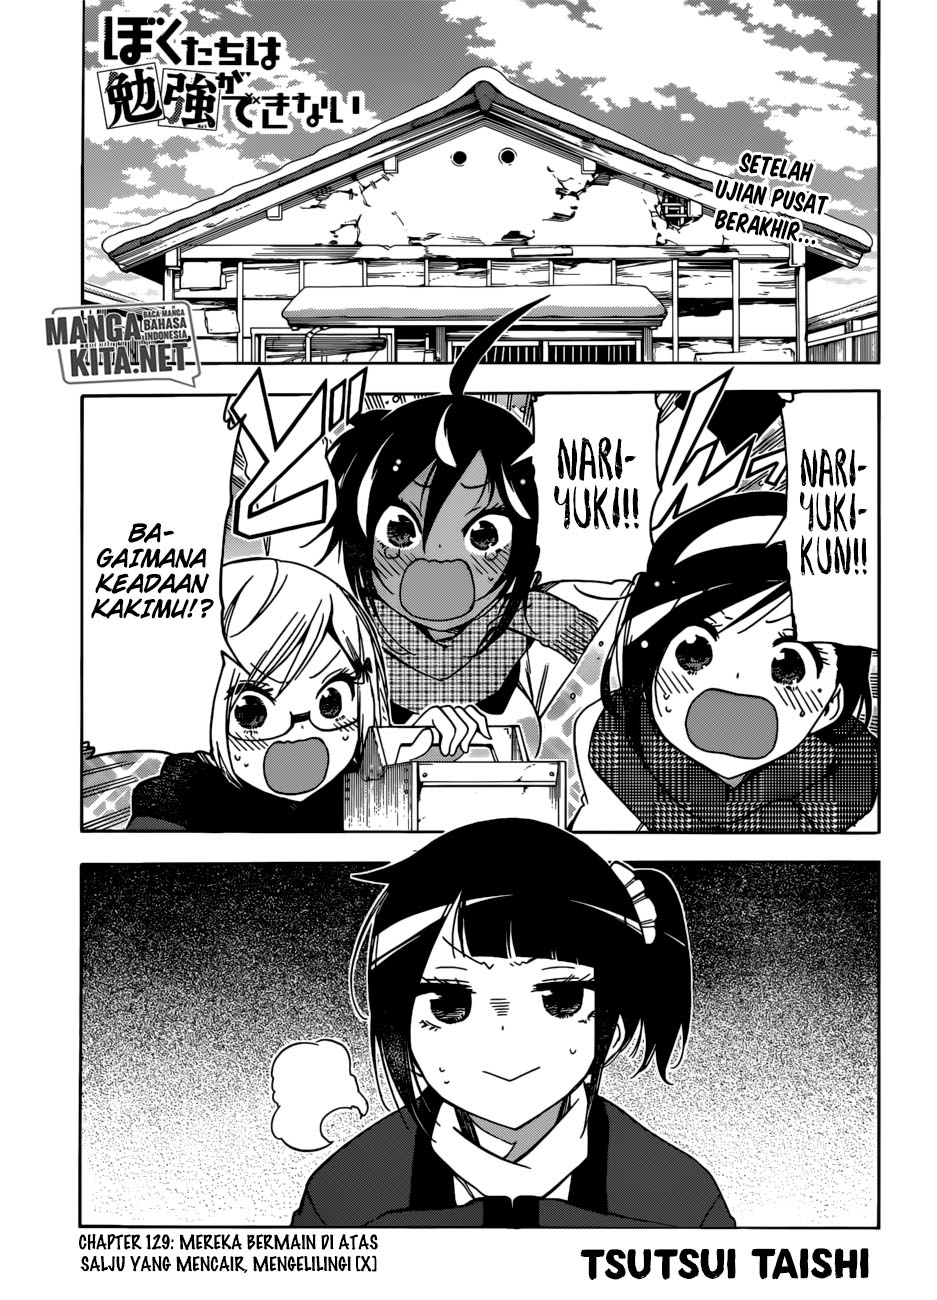 ぼくたちは
勉強ができない
SETELAH
UJIAN PUSAT
BERAKHIR...
MANGA
KITA.NET
BACA MANGA
BAHASA
INDONESIA
NARI-
YUKI-
KUN!!
NARI-
YUKI!!
BA-
GAIMANA
KEADAAN
KAKIMU!?
CHAPTER 129: MEREKA BERMAIN DI ATAS
SALJU YANG MENCAIR, MENGELILINGI [X]
TSUTSUI TAISHI